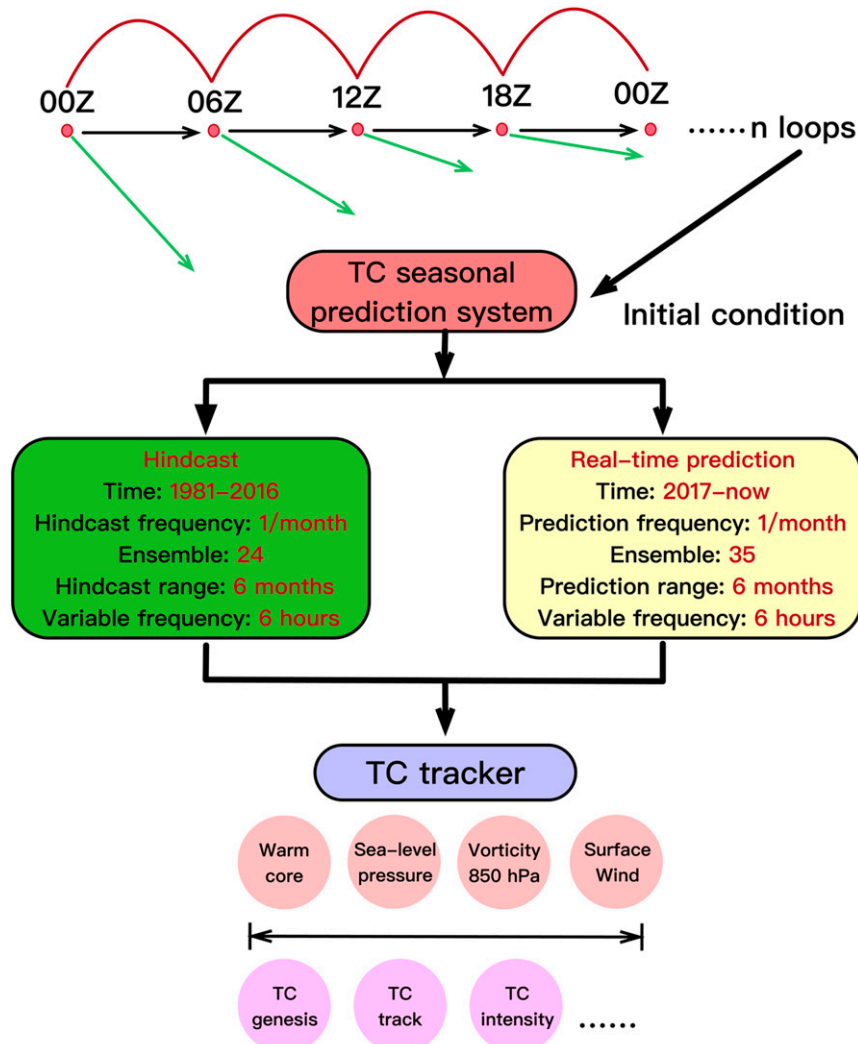 00Z 06Z 12Z 18Z 00Z
......n loops
TC seasonal
prediction system
Initial condition
Hindcast
Time: 1981–2016
Hindcast frequency: 1/month
Ensemble: 24
Hindcast range: 6 months
Variable frequency: 6 hours
Real–time prediction
Time: 2017–now
Prediction frequency: 1/month
Ensemble: 35
Prediction range: 6 months
Variable frequency: 6 hours
TC tracker
Warm
core
Sea–level
pressure
Vorticity
850 hPa
Surface
Wind
TC
genesis
TC
track
TC
intensity
......